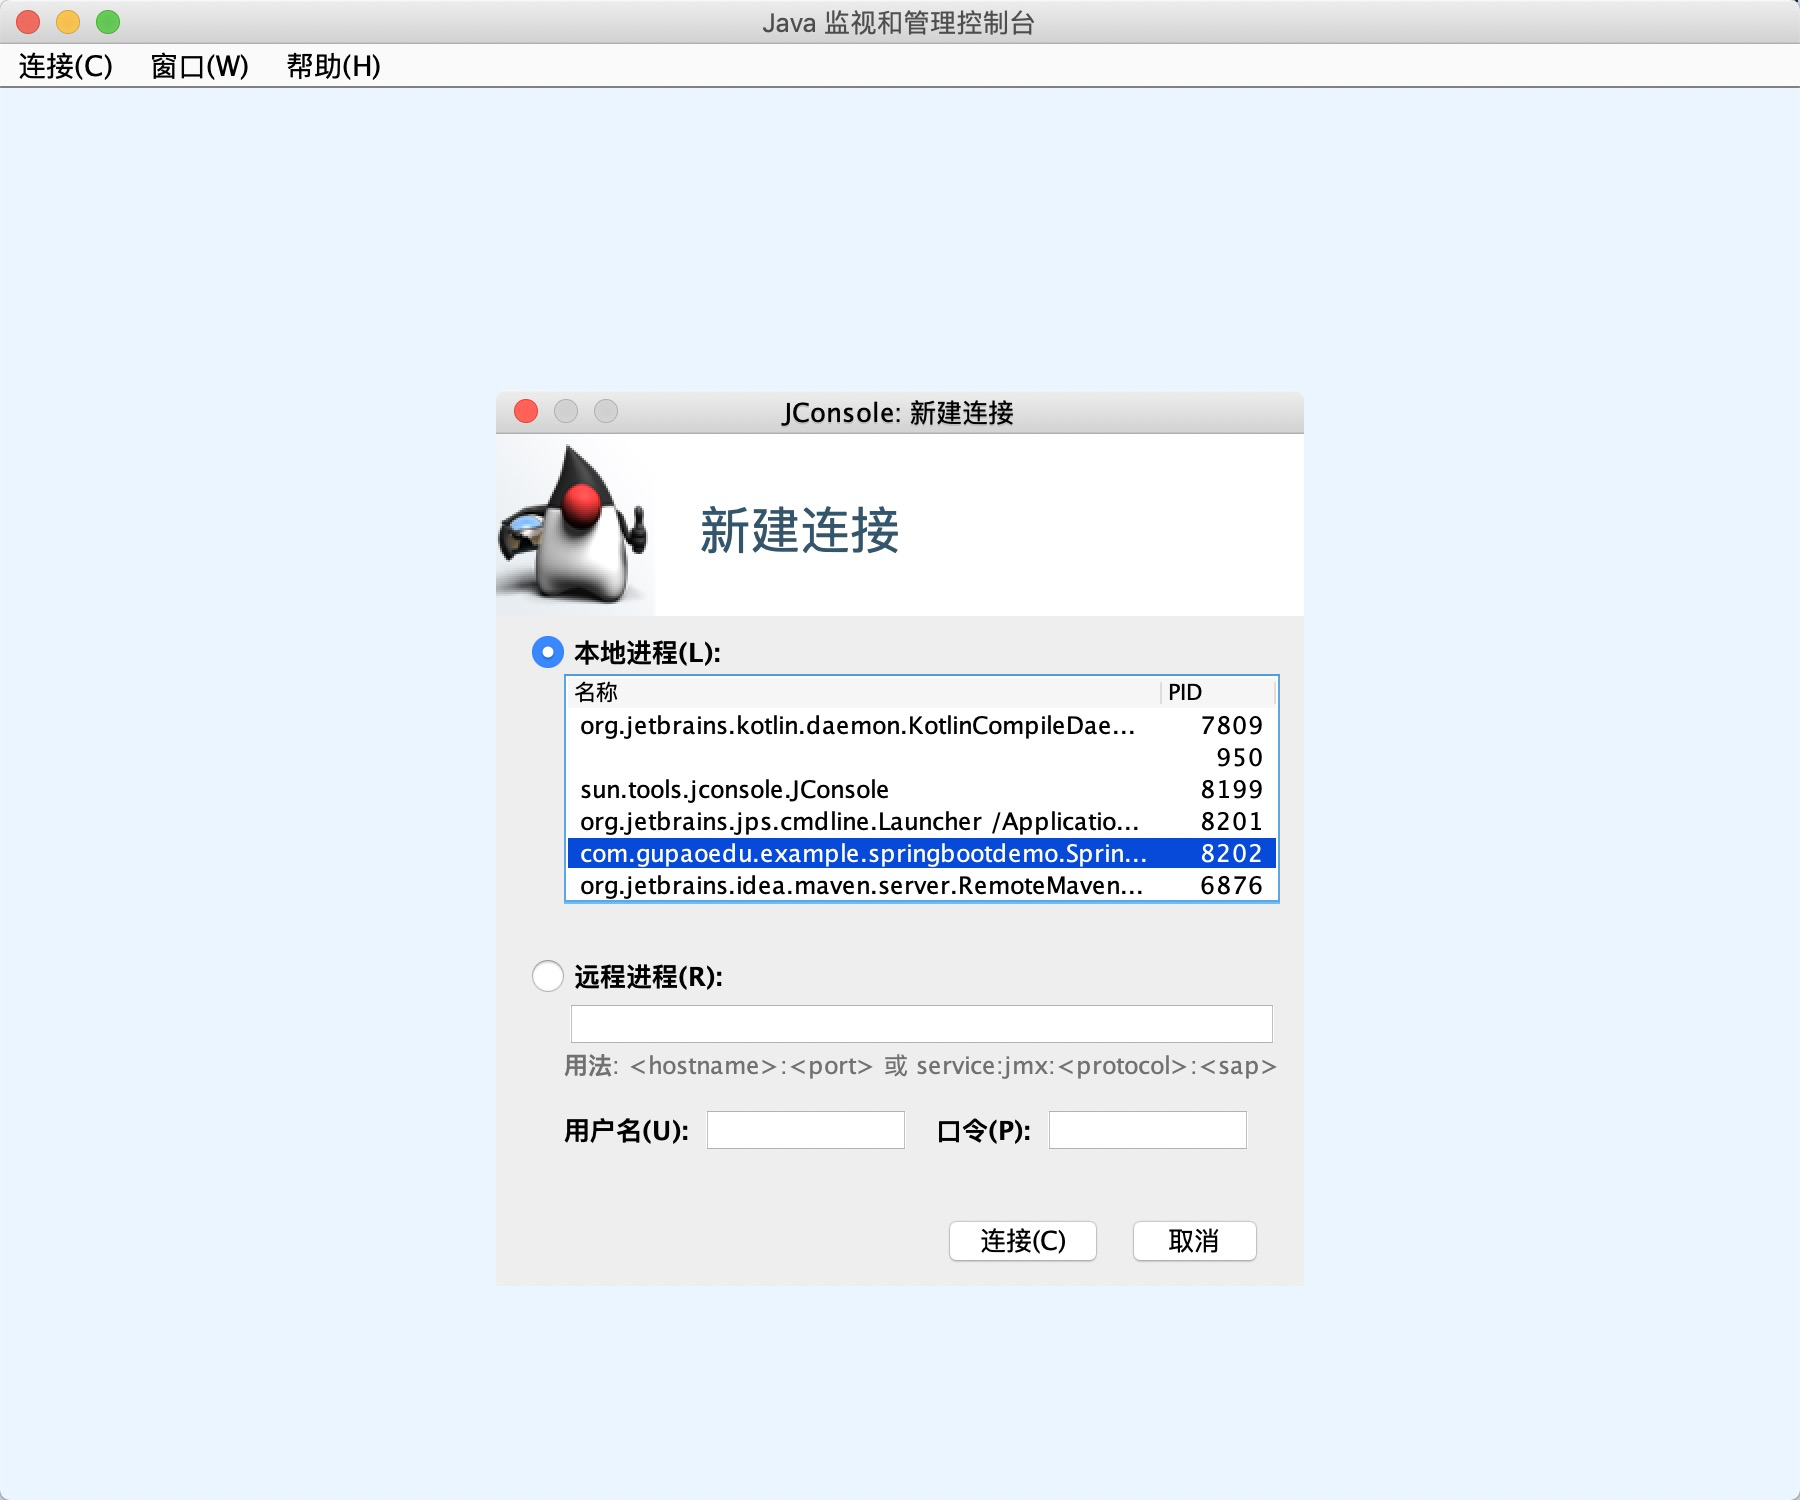 Java 监视和管理控制台
连接(C) 窗口(W) 帮助(H)
JConsole: 新建连接
新建连接
本地进程(L):
名称 PID
org.jetbrains.kotlin.daemon.KotlinCompileDae... 7809
950
sun.tools.jconsole.JConsole 8199
org.jetbrains.jps.cmdline.Launcher /Applicatio... 8201
com.gupaoedu.example.springbootdemo.Sprin... 8202
org.jetbrains.idea.maven.server.RemoteMaven... 6876
远程进程(R):
用法: <hostname>:<port> 或 service:jmx:<protocol>:<sap>
用户名(U): 口令(P):
连接(C) 取消